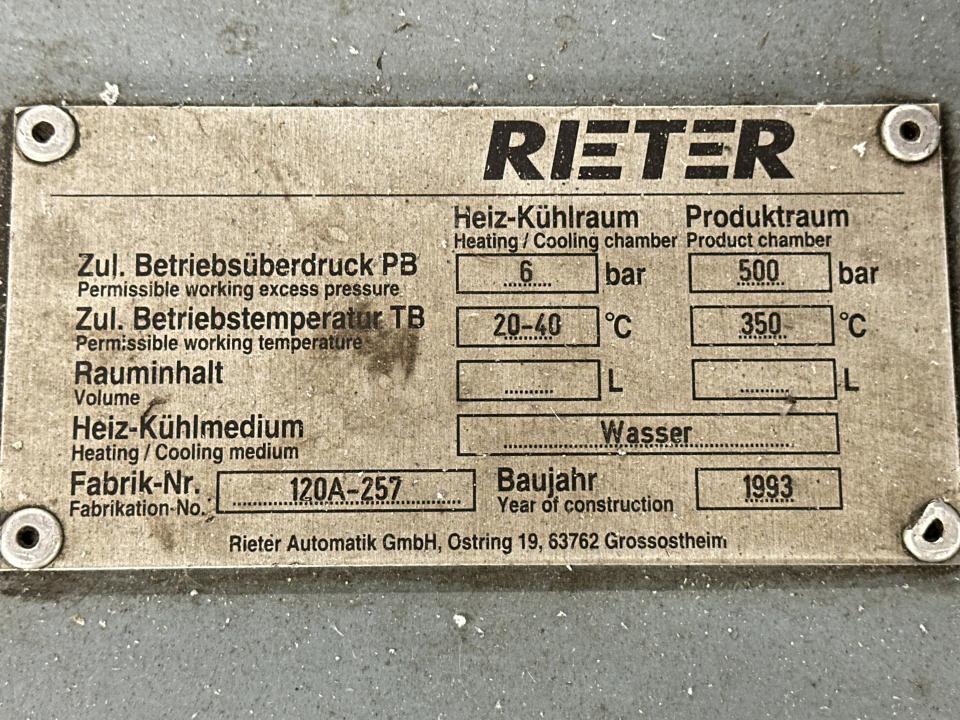 RIETER
Heiz-Kühlraum Produktraum
Heating / Cooling chamber Product chamber
Zul. Betriebsüberdruck PB 6 bar 500 bar
Permissible working excess pressure
Zul. Betriebstemperatur TB 20-40 °C 350 °C
Permissible working temperature
Rauminhalt L L
Volume
Heiz-Kühlmedium Wasser
Heating / Cooling medium
Fabrik-Nr. 120A-257 Baujahr 1993
Fabrikation-No. Year of construction
Rieter Automatik GmbH, Ostring 19, 63762 Grossostheim